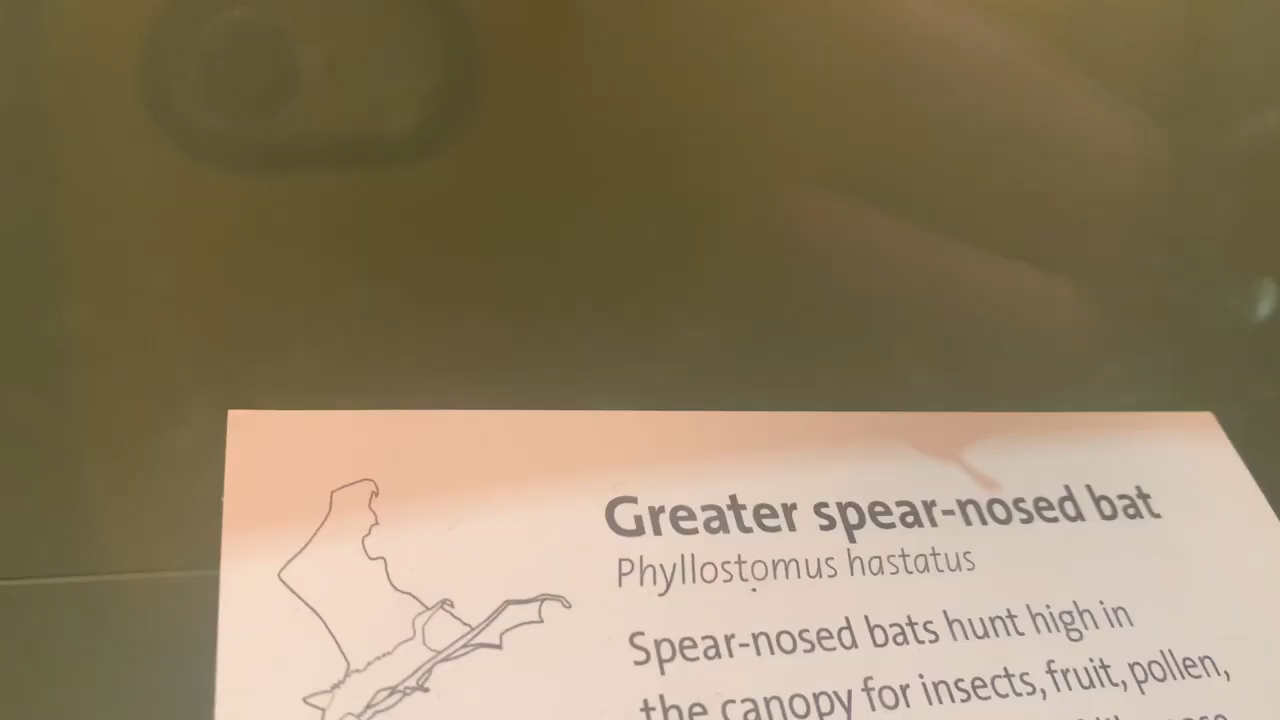 Greater spear-nosed bat
Phyllostomus hastatus
Spear-nosed bats hunt high in
the canopy for insects, fruit, pollen,